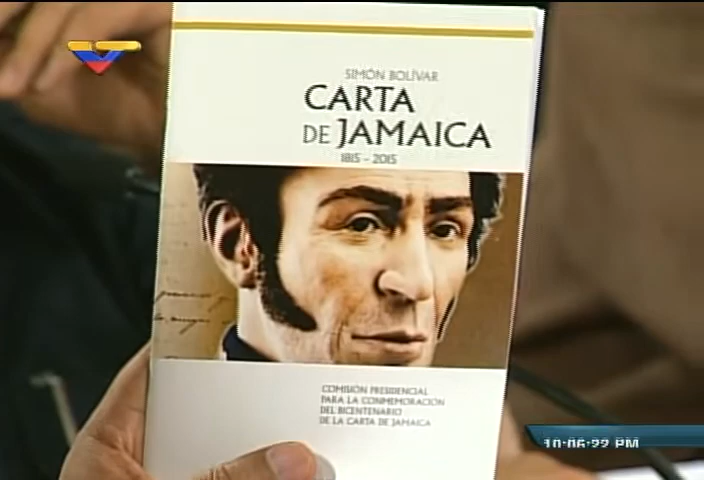 SIMÓN BOLÍVAR
CARTA
DE JAMAICA
1815 - 2015
COMISIÓN PRESIDENCIAL
PARA LA CONMEMORACIÓN
DEL BICENTENARIO
DE LA CARTA DE JAMAICA
10:06:22 PM